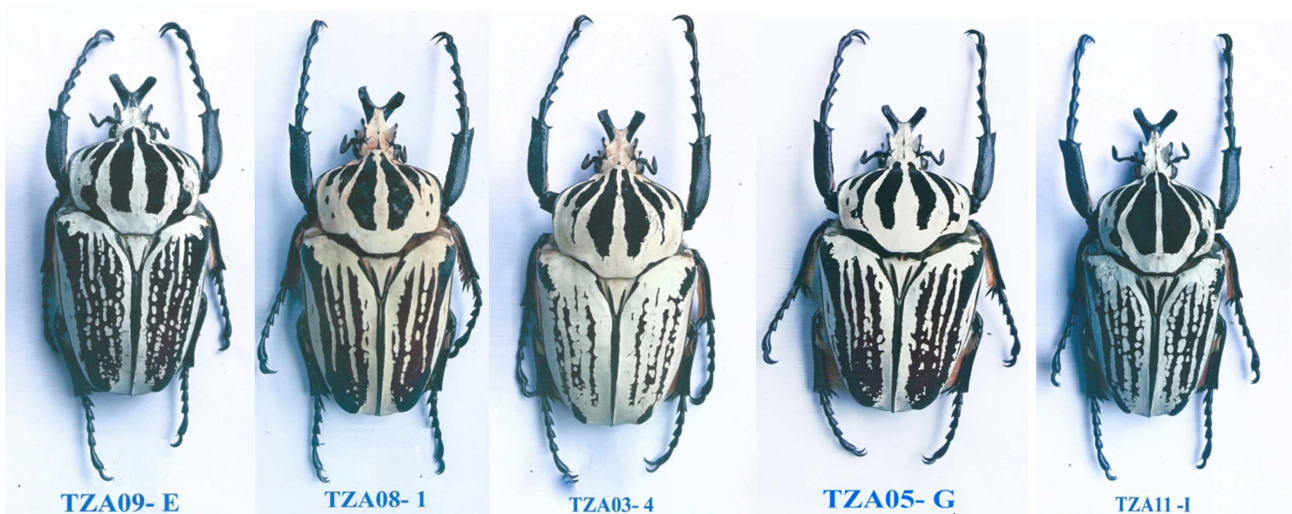 TZA09- E
TZA08- 1
TZA03- 4
TZA05- G
TZA11 -I